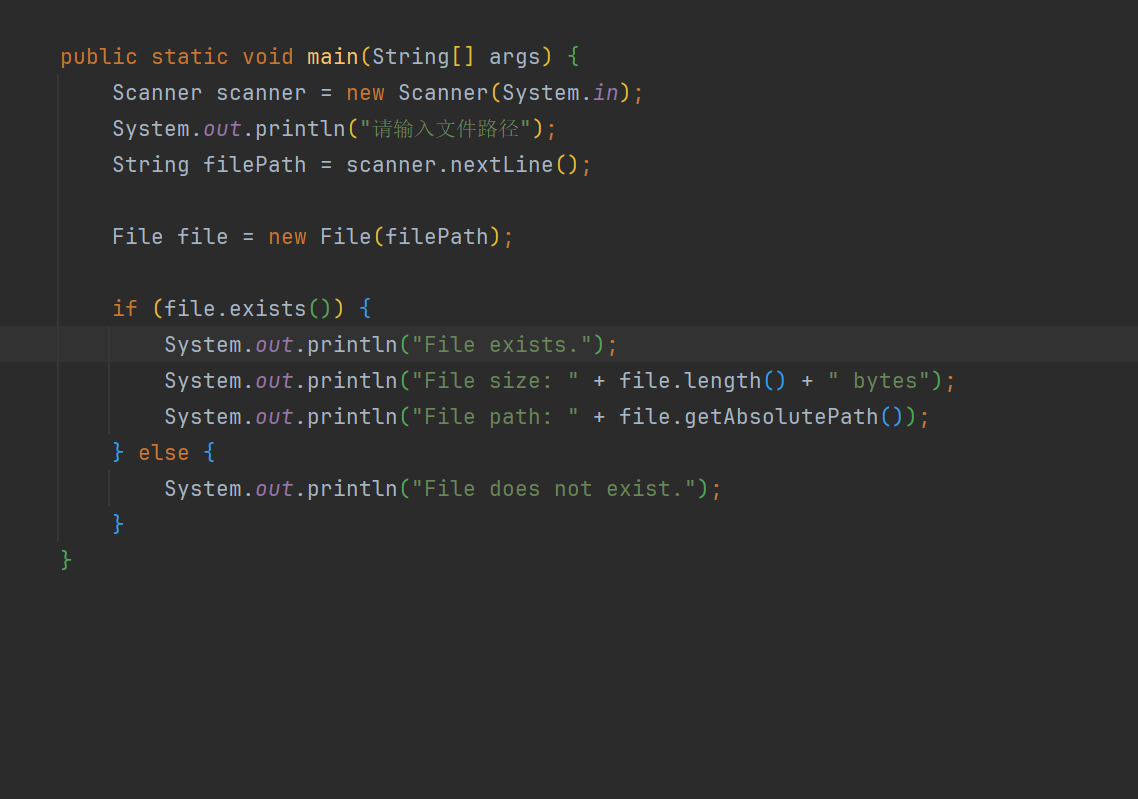 public static void main(String[] args) {
Scanner scanner = new Scanner(System.in);
System.out.println("请输入文件路径");
String filePath = scanner.nextLine();
File file = new File(filePath);
if (file.exists()) {
System.out.println("File exists.");
System.out.println("File size: " + file.length() + " bytes");
System.out.println("File path: " + file.getAbsolutePath());
} else {
System.out.println("File does not exist.");
}
}